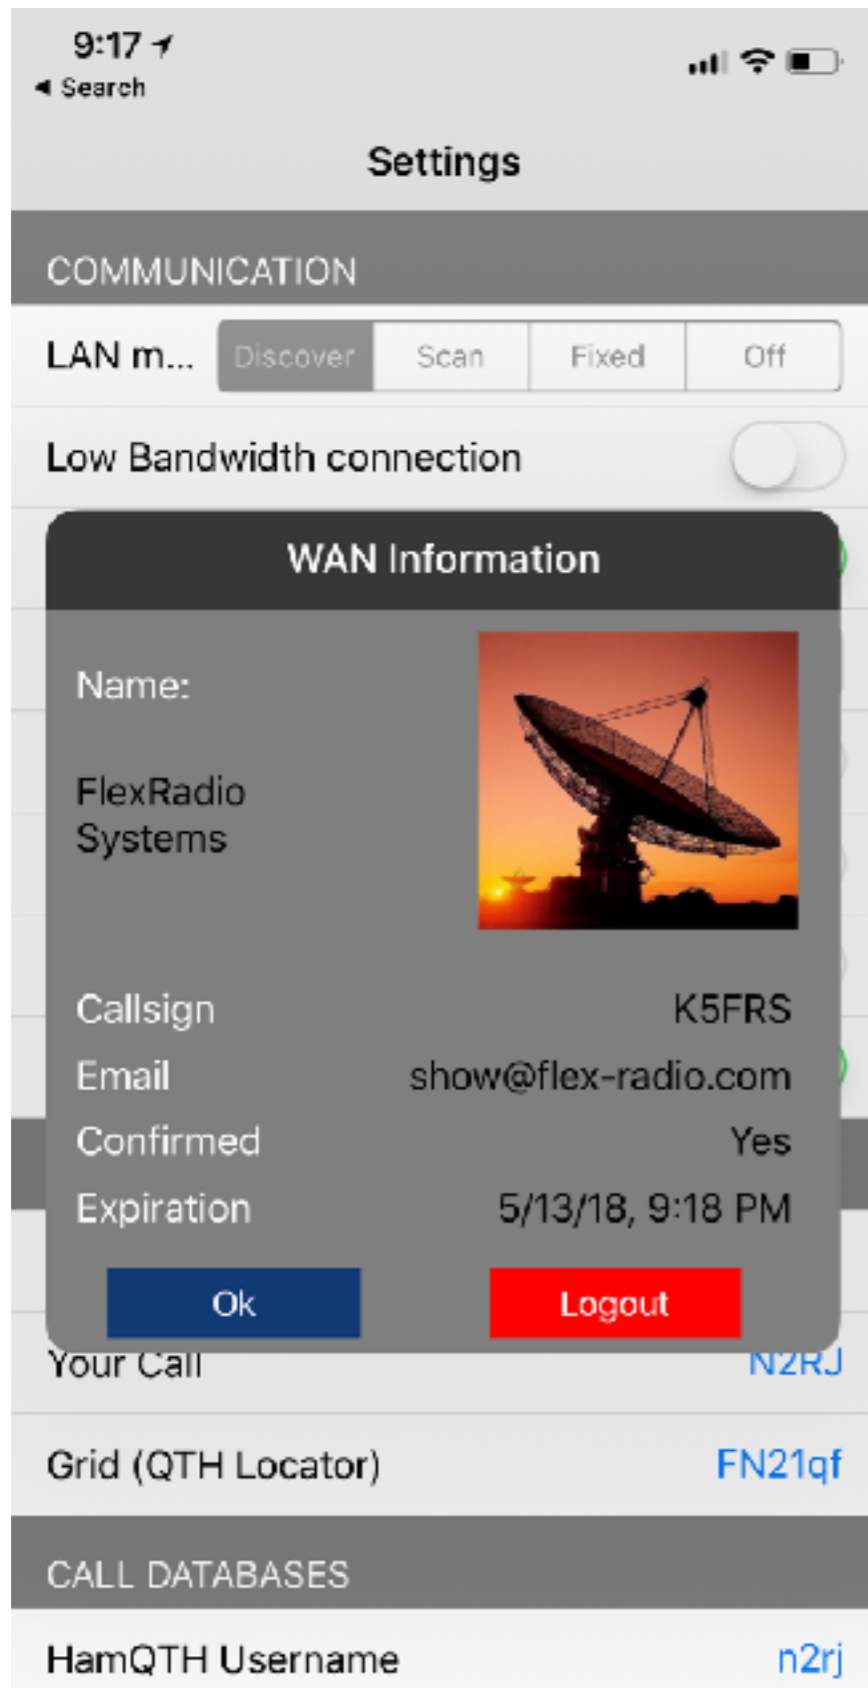 9:17
Search
Settings
COMMUNICATION
LAN m... Discover Scan Fixed Off
Low Bandwidth connection
WAN Information
Name:
FlexRadio
Systems
Callsign K5FRS
Email show@flex-radio.com
Confirmed Yes
Expiration 5/13/18, 9:18 PM
Ok Logout
Your Call N2RJ
Grid (QTH Locator) FN21qf
CALL DATABASES
HamQTH Username n2rj